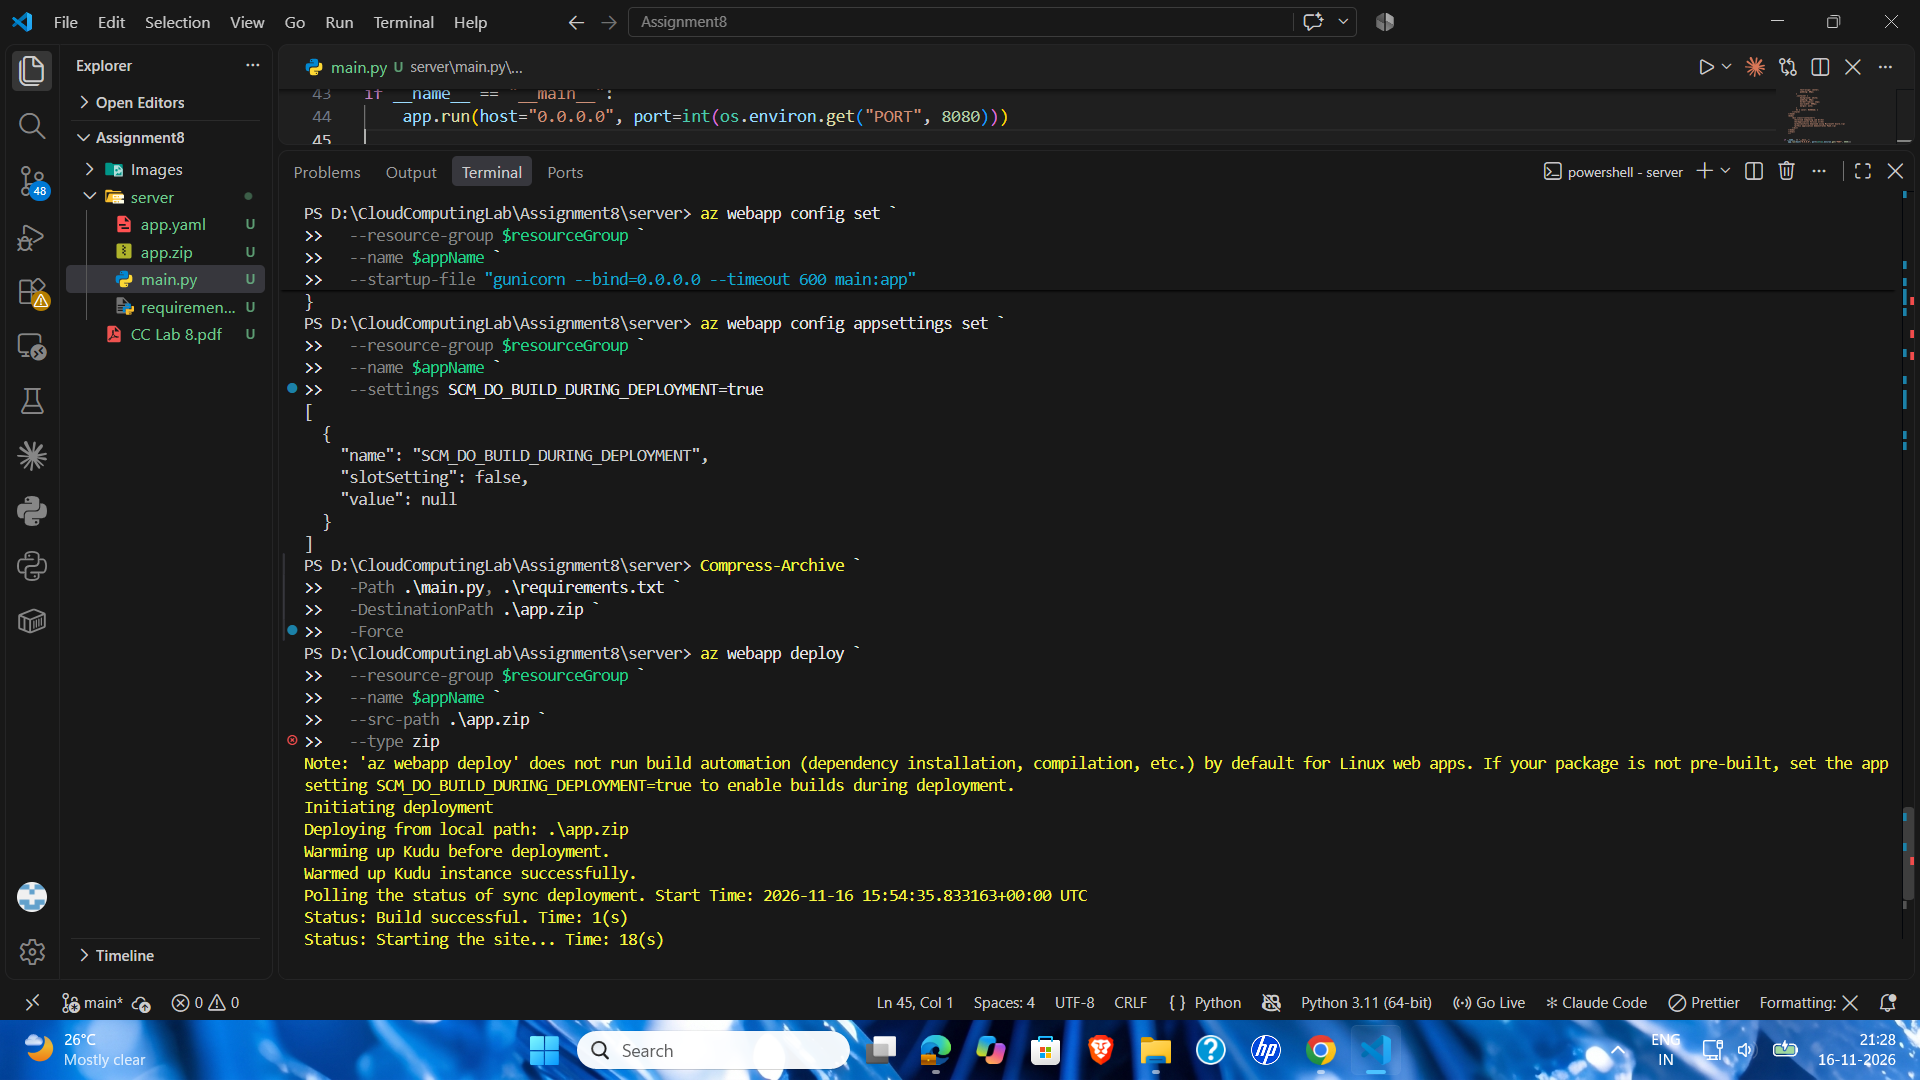 File Edit Selection View Go Run Terminal Help
Assignment8
Explorer
Open Editors
Assignment8
Images
server
app.yaml U
app.zip U
main.py U
requiremen... U
CC Lab 8.pdf U
Timeline
48
main.py U server\main.py\...
43 if __name__ == "__main__":
44 app.run(host="0.0.0.0", port=int(os.environ.get("PORT", 8080)))
45
Problems Output Terminal Ports
powershell - server
PS D:\CloudComputingLab\Assignment8\server> az webapp config set `
>> --resource-group $resourceGroup `
>> --name $appName `
>> --startup-file "gunicorn --bind=0.0.0.0 --timeout 600 main:app"
}
PS D:\CloudComputingLab\Assignment8\server> az webapp config appsettings set `
>> --resource-group $resourceGroup `
>> --name $appName `
>> --settings SCM_DO_BUILD_DURING_DEPLOYMENT=true
[
{
"name": "SCM_DO_BUILD_DURING_DEPLOYMENT",
"slotSetting": false,
"value": null
}
]
PS D:\CloudComputingLab\Assignment8\server> Compress-Archive `
>> -Path .\main.py, .\requirements.txt `
>> -DestinationPath .\app.zip `
>> -Force
PS D:\CloudComputingLab\Assignment8\server> az webapp deploy `
>> --resource-group $resourceGroup `
>> --name $appName `
>> --src-path .\app.zip `
>> --type zip
Note: 'az webapp deploy' does not run build automation (dependency installation, compilation, etc.) by default for Linux web apps. If your package is not pre-built, set the app
setting SCM_DO_BUILD_DURING_DEPLOYMENT=true to enable builds during deployment.
Initiating deployment
Deploying from local path: .\app.zip
Warming up Kudu before deployment.
Warmed up Kudu instance successfully.
Polling the status of sync deployment. Start Time: 2026-11-16 15:54:35.833163+00:00 UTC
Status: Build successful. Time: 1(s)
Status: Starting the site... Time: 18(s)
main* 0 0 Ln 45, Col 1 Spaces: 4 UTF-8 CRLF { } Python Python 3.11 (64-bit) Go Live Claude Code Prettier Formatting:
26°C
Mostly clear
Search
hp
ENG
IN
21:28
16-11-2026